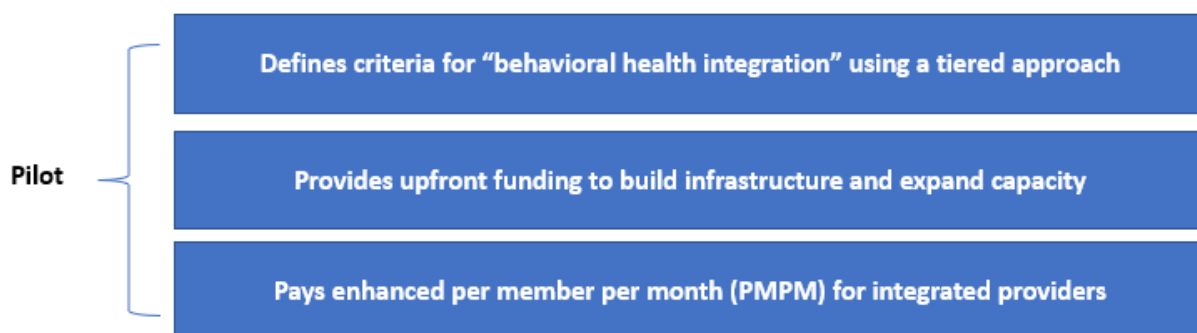 Defines criteria for “behavioral health integration” using a tiered approach
Pilot
Provides upfront funding to build infrastructure and expand capacity
Pays enhanced per member per month (PMPM) for integrated providers